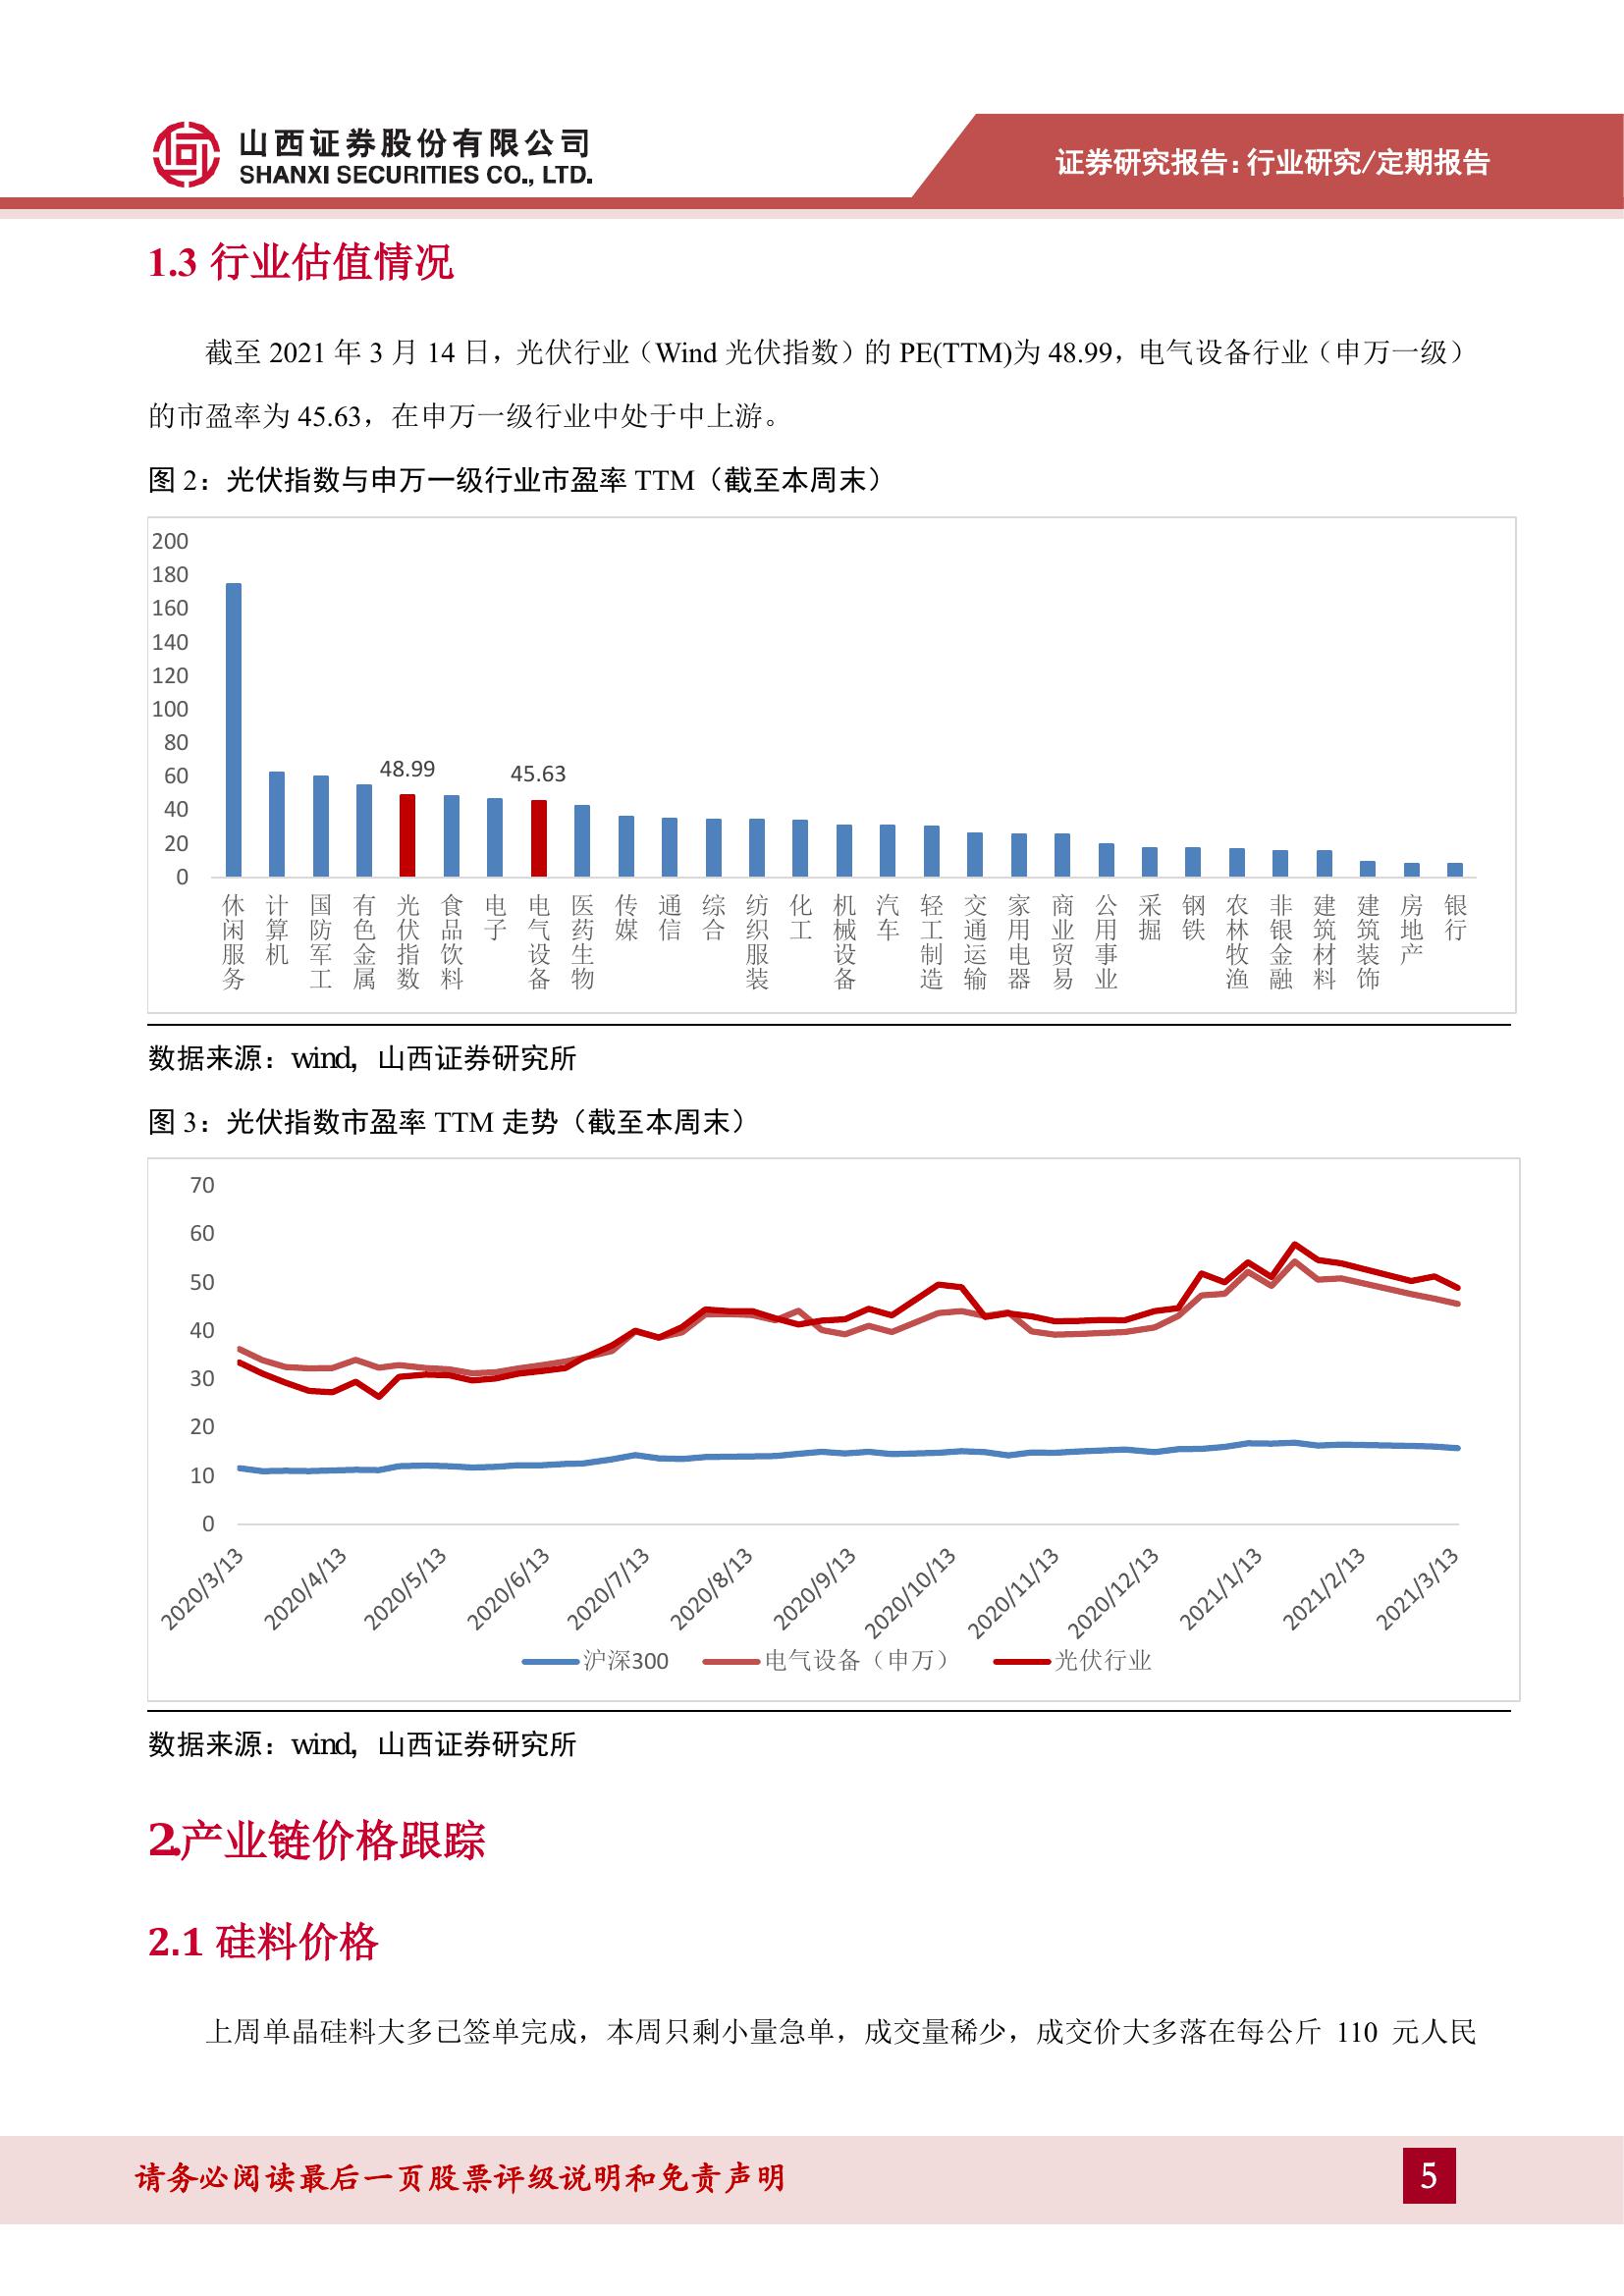 山西证券股份有限公司
SHANXI SECURITIES CO., LTD.
证券研究报告：行业研究/定期报告
1.3 行业估值情况
截至 2021 年 3 月 14 日，光伏行业（Wind 光伏指数）的 PE(TTM)为 48.99，电气设备行业（申万一级）
的市盈率为 45.63，在申万一级行业中处于中上游。
图 2：光伏指数与申万一级行业市盈率 TTM（截至本周末）
200
180
160
140
120
100
80
60
40
20
0
48.99
45.63
休闲服务
计算机
国防军工
有色金属
光伏指数
食品饮料
电子
电气设备
医药生物
传媒
通信
综合
纺织服装
化工
机械设备
汽车
轻工制造
交通运输
家用电器
商业贸易
公用事业
采掘
钢铁
农林牧渔
非银金融
建筑材料
建筑装饰
房地产
银行
数据来源：wind，山西证券研究所
图 3：光伏指数市盈率 TTM 走势（截至本周末）
70
60
50
40
30
20
10
0
2020/3/13
2020/4/13
2020/5/13
2020/6/13
2020/7/13
2020/8/13
2020/9/13
2020/10/13
2020/11/13
2020/12/13
2021/1/13
2021/2/13
2021/3/13
沪深300
电气设备（申万）
光伏行业
数据来源：wind，山西证券研究所
2.产业链价格跟踪
2.1 硅料价格
上周单晶硅料大多已签单完成，本周只剩小量急单，成交量稀少，成交价大多落在每公斤 110 元人民
请务必阅读最后一页股票评级说明和免责声明
5